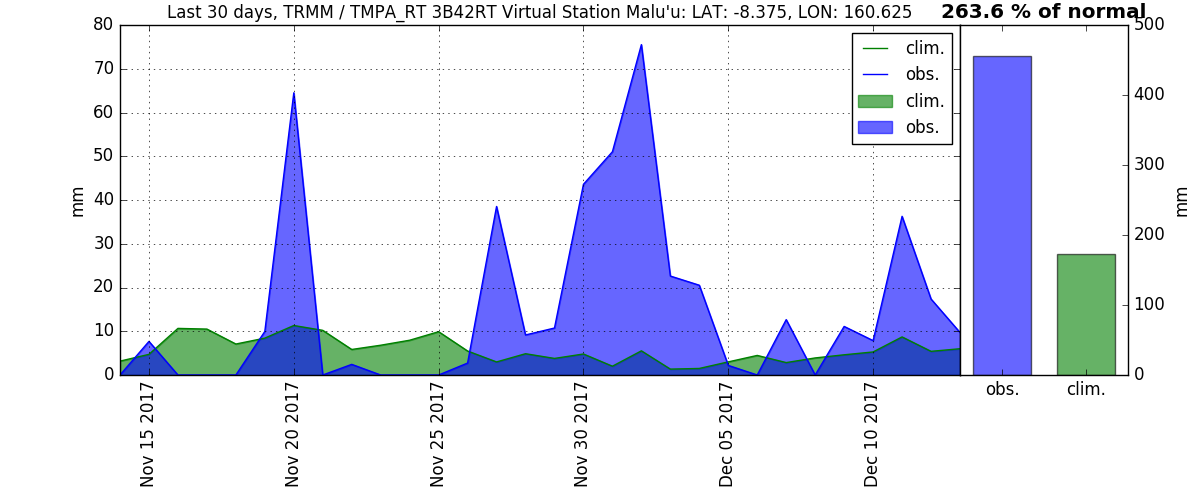 Last 30 days, TRMM / TMPA_RT 3B42RT Virtual Station Malu'u: LAT: -8.375, LON: 160.625
263.6 % of normal
80
70
60
50
40
30
20
10
0
mm
clim.
obs.
clim.
obs.
Nov 15 2017
Nov 20 2017
Nov 25 2017
Nov 30 2017
Dec 05 2017
Dec 10 2017
500
400
300
200
100
0
mm
obs.
clim.